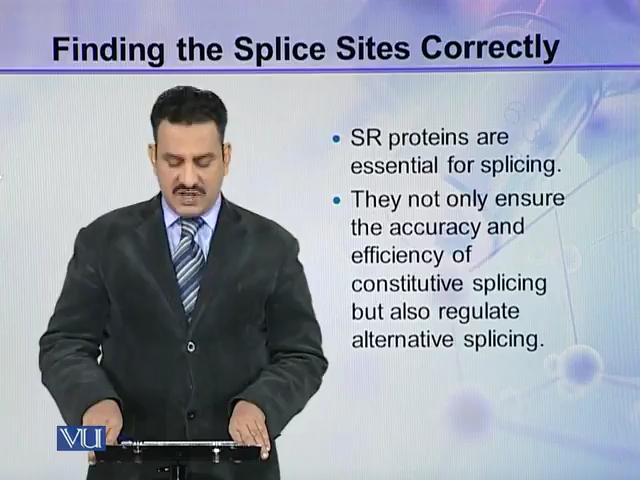 Finding the Splice Sites Correctly
SR proteins are
essential for splicing.
They not only ensure
the accuracy and
efficiency of
constitutive splicing
but also regulate
alternative splicing.
VU